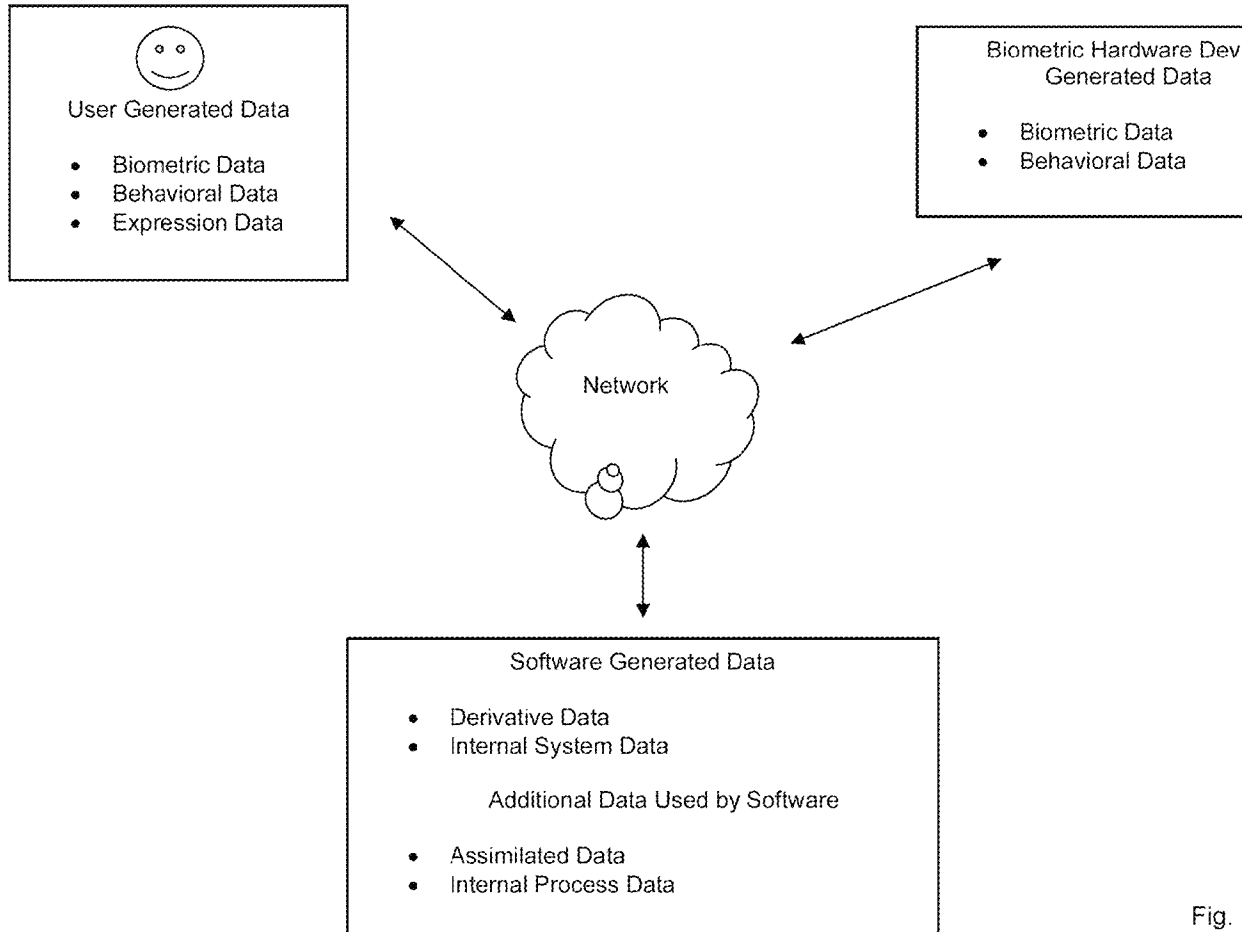 User Generated Data
• Biometric Data
• Behavioral Data
• Expression Data
Biometric Hardware Dev
Generated Data
• Biometric Data
• Behavioral Data
Network
Software Generated Data
• Derivative Data
• Internal System Data
Additional Data Used by Software
• Assimilated Data
• Internal Process Data
Fig.